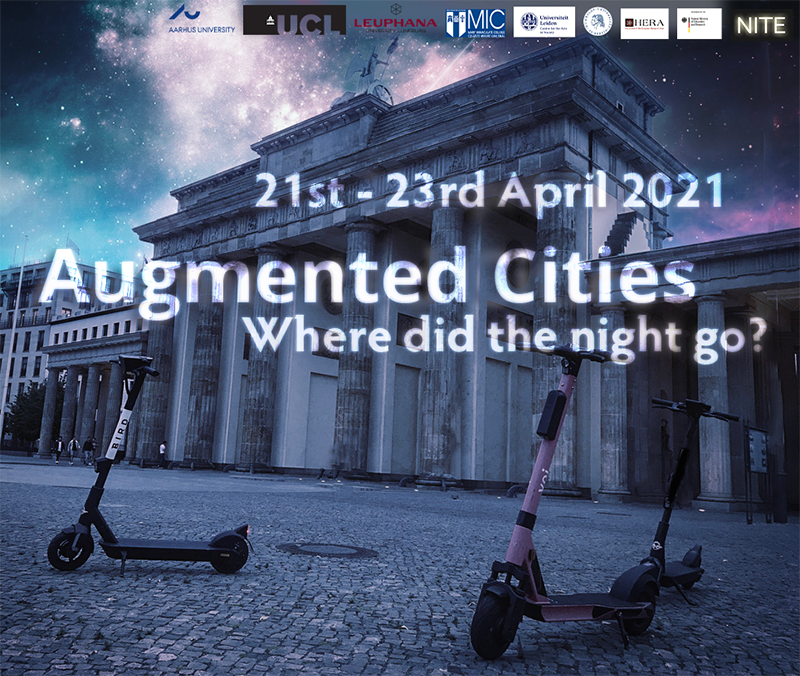 AARHUS UNIVERSITY
UCL
LEUPHANA
MIC
Universiteit Leiden
HERA
NITE
21st - 23rd April 2021
Augmented Cities
Where did the night go?
BIRD
voi